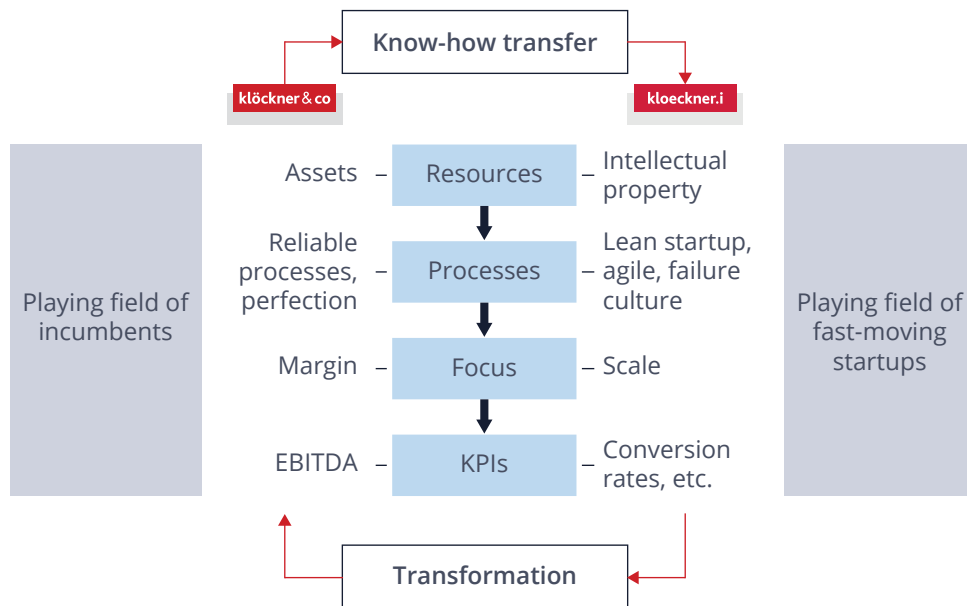 Know-how transfer
klöckner & co
kloeckner.i
Playing field of
incumbents
Assets
Resources
Intellectual
property
Reliable
processes,
perfection
Processes
Lean startup,
agile, failure
culture
Margin
Focus
Scale
EBITDA
KPIs
Conversion
rates, etc.
Playing field of
fast-moving
startups
Transformation